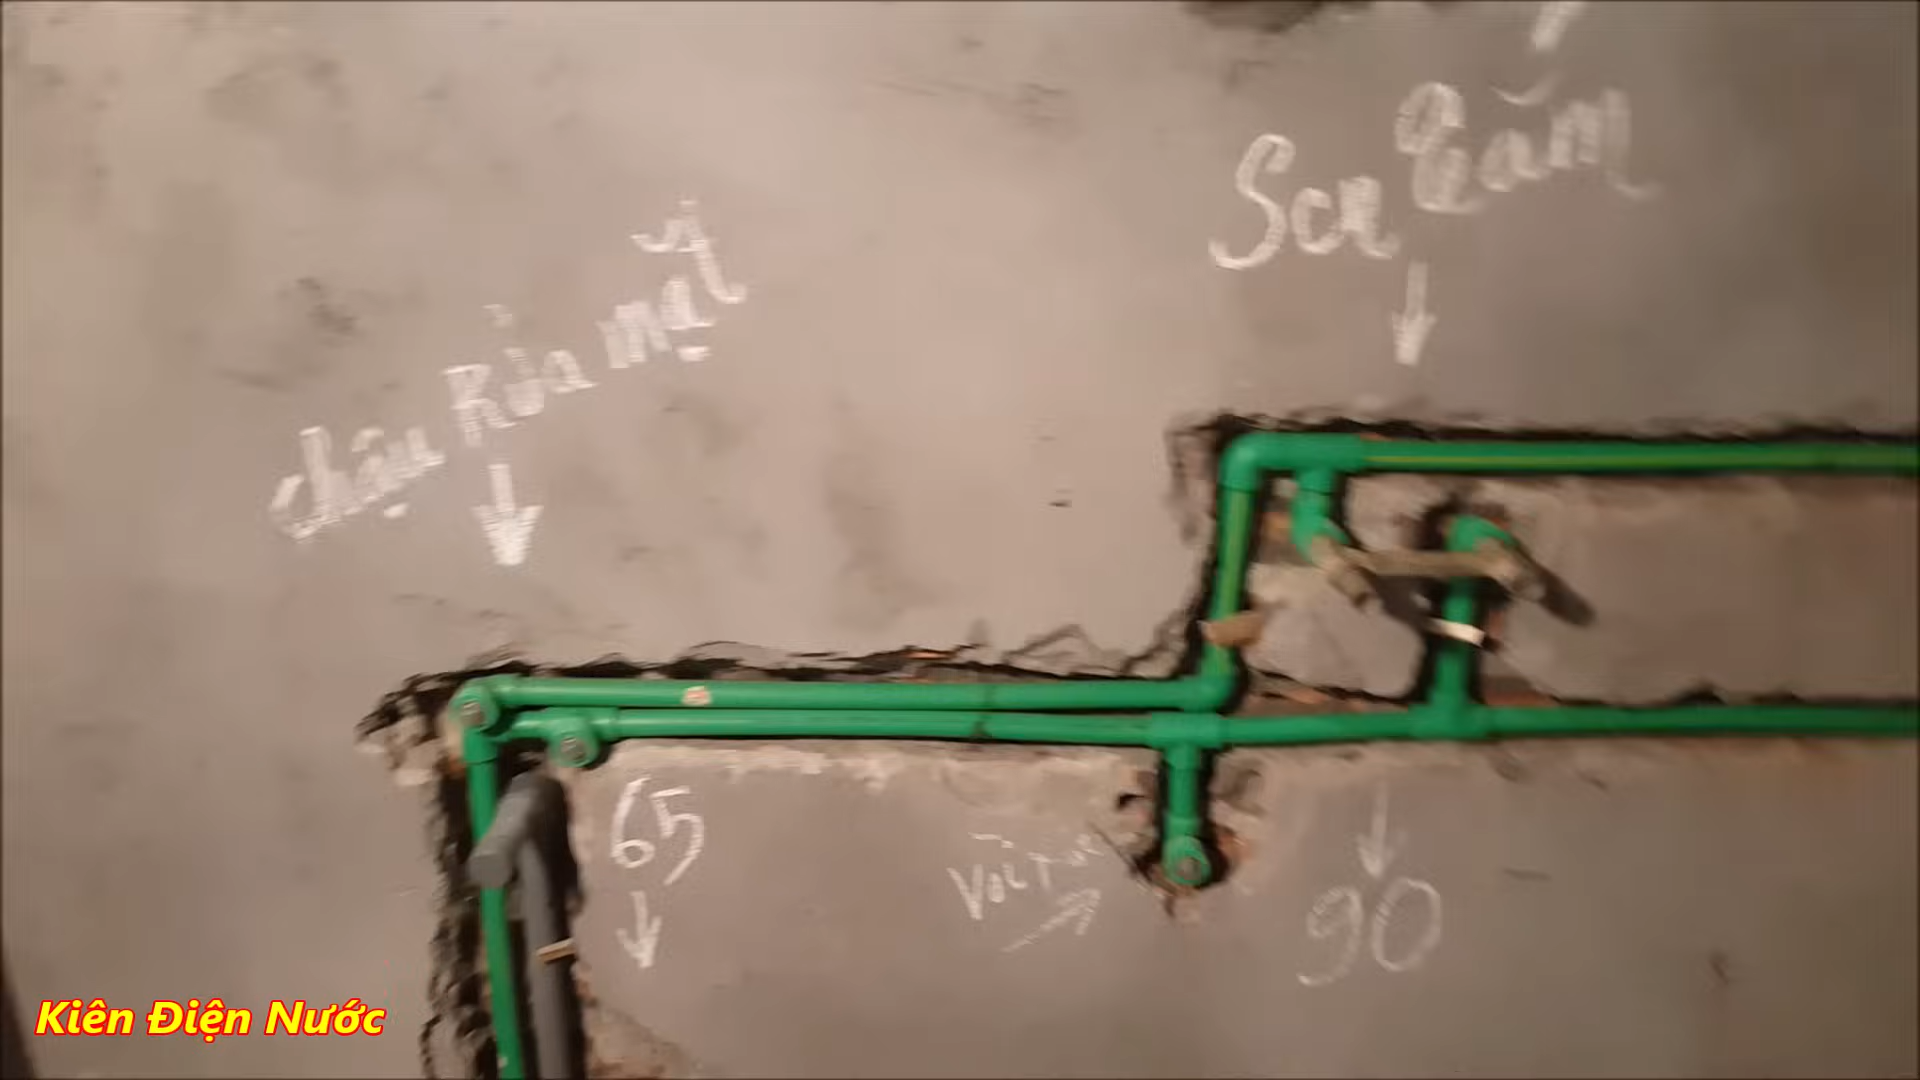 Sen tắm
chậu Rửa mặt
65
vòi
90
Kiên Điện Nước